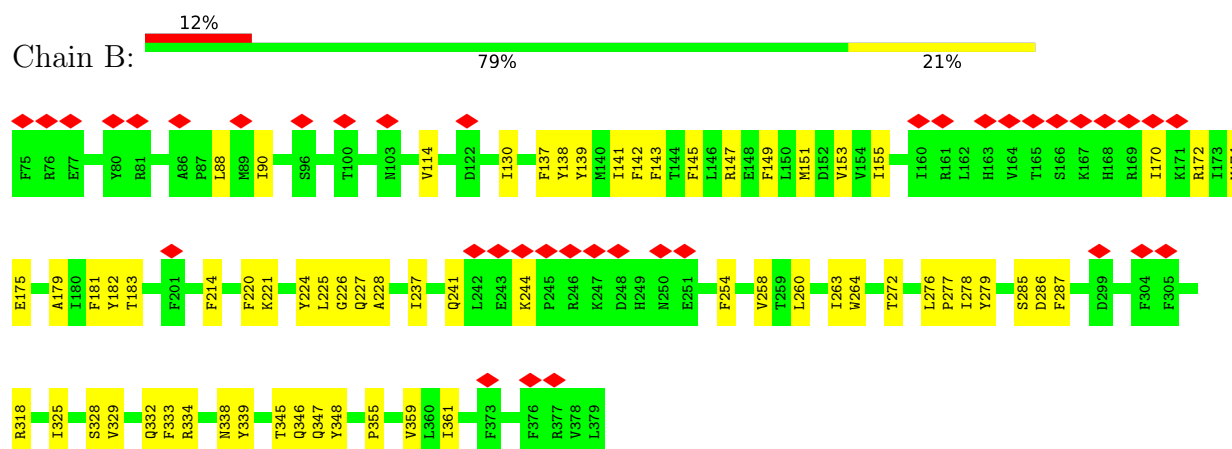 12%
Chain B:
79% 21%
F75 R76 E77 Y80 R81 A86 P87 L88 M89 I90 S96 T100 N103 V114 D122 I130 F137 Y138 Y139 M140 I141 F142 F143 T144 F145 L146 R147 E148 F149 L150 M151 D152 V153 V154 I155 I160 R161 L162 H163 V164 T165 S166 K167 H168 R169 I170 K171 R172 I173
E175 A179 I180 F181 Y182 T183 F201 F214 F220 K221 Y224 L225 G226 Q227 A228 I237 Q241 L242 E243 K244 P245 R246 K247 D248 H249 N250 E251 F254 V258 T259 L260 I263 W264 T272 L276 P277 I278 Y279 S285 D286 F287 D299 F304 F305
R318 I325 S328 V329 Q332 F333 R334 N338 Y339 T345 Q346 Q347 Y348 P355 V359 L360 I361 F373 F376 R377 V378 L379